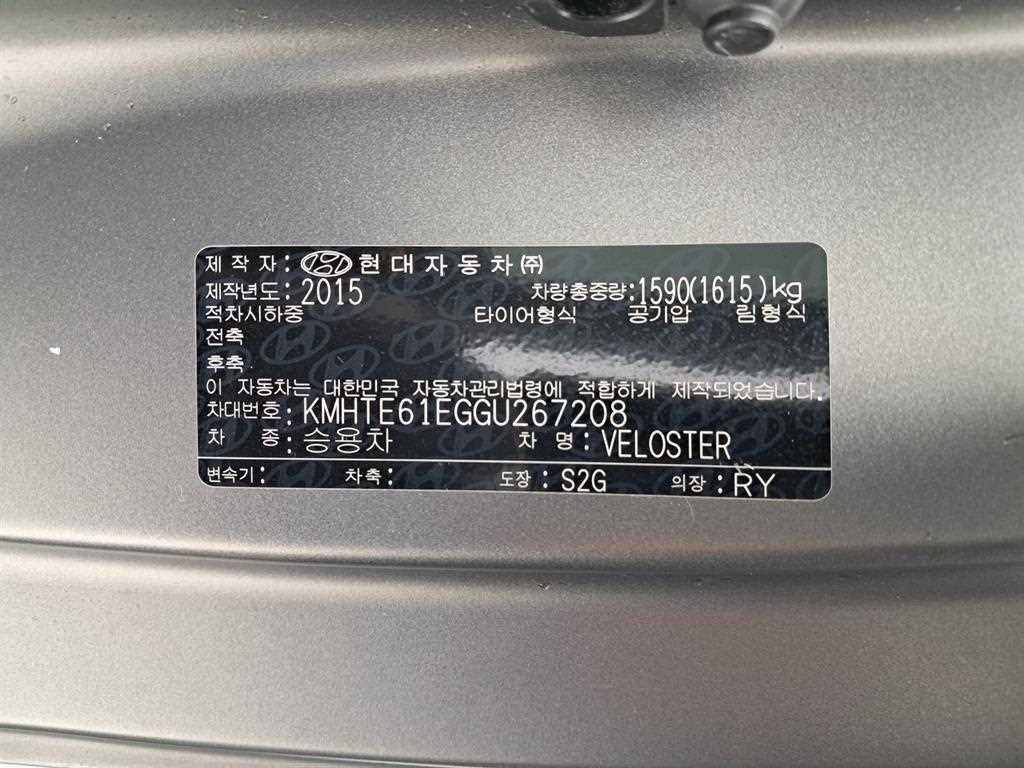 제 작 자 : 현대자동차㈜
제작년도 : 2015 차량총중량 : 1590(1615)kg
적차시하중 타이어형식 공기압 림형식
전축
후축
이 자동차는 대한민국 자동차관리법령에 적합하게 제작되었습니다.
차대번호 : KMHTE61EGGU267208
차 종 : 승용차 차 명 : VELOSTER
변속기 : 차축 : 도장 : S2G 의장 : RY